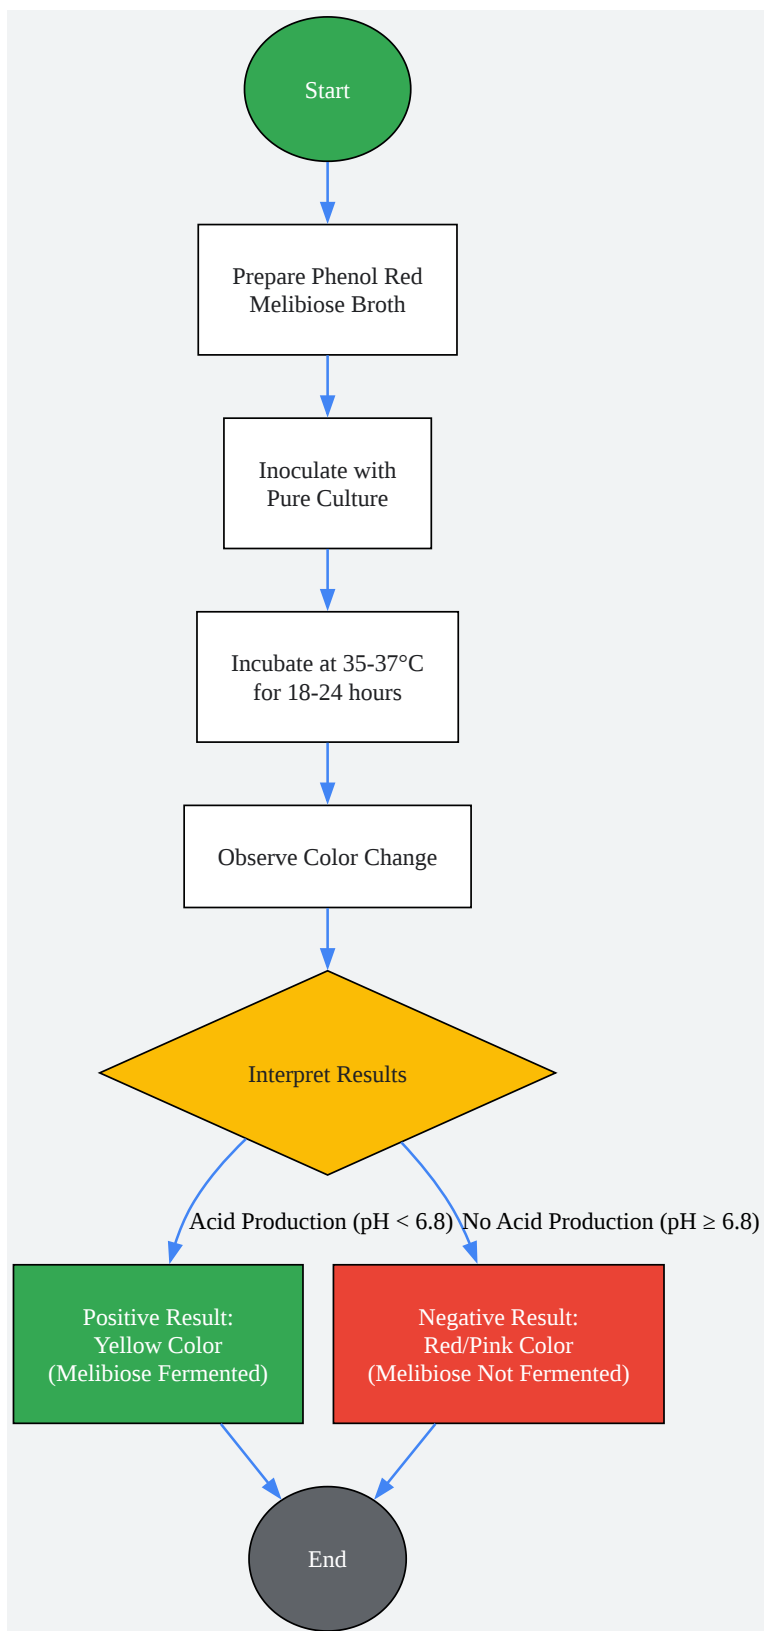 Start
Prepare Phenol Red
Melibiose Broth
Inoculate with
Pure Culture
Incubate at 35-37°C
for 18-24 hours
Observe Color Change
Interpret Results
Acid Production (pH < 6.8)
No Acid Production (pH ≥ 6.8)
Positive Result:
Yellow Color
(Melibiose Fermented)
Negative Result:
Red/Pink Color
(Melibiose Not Fermented)
End